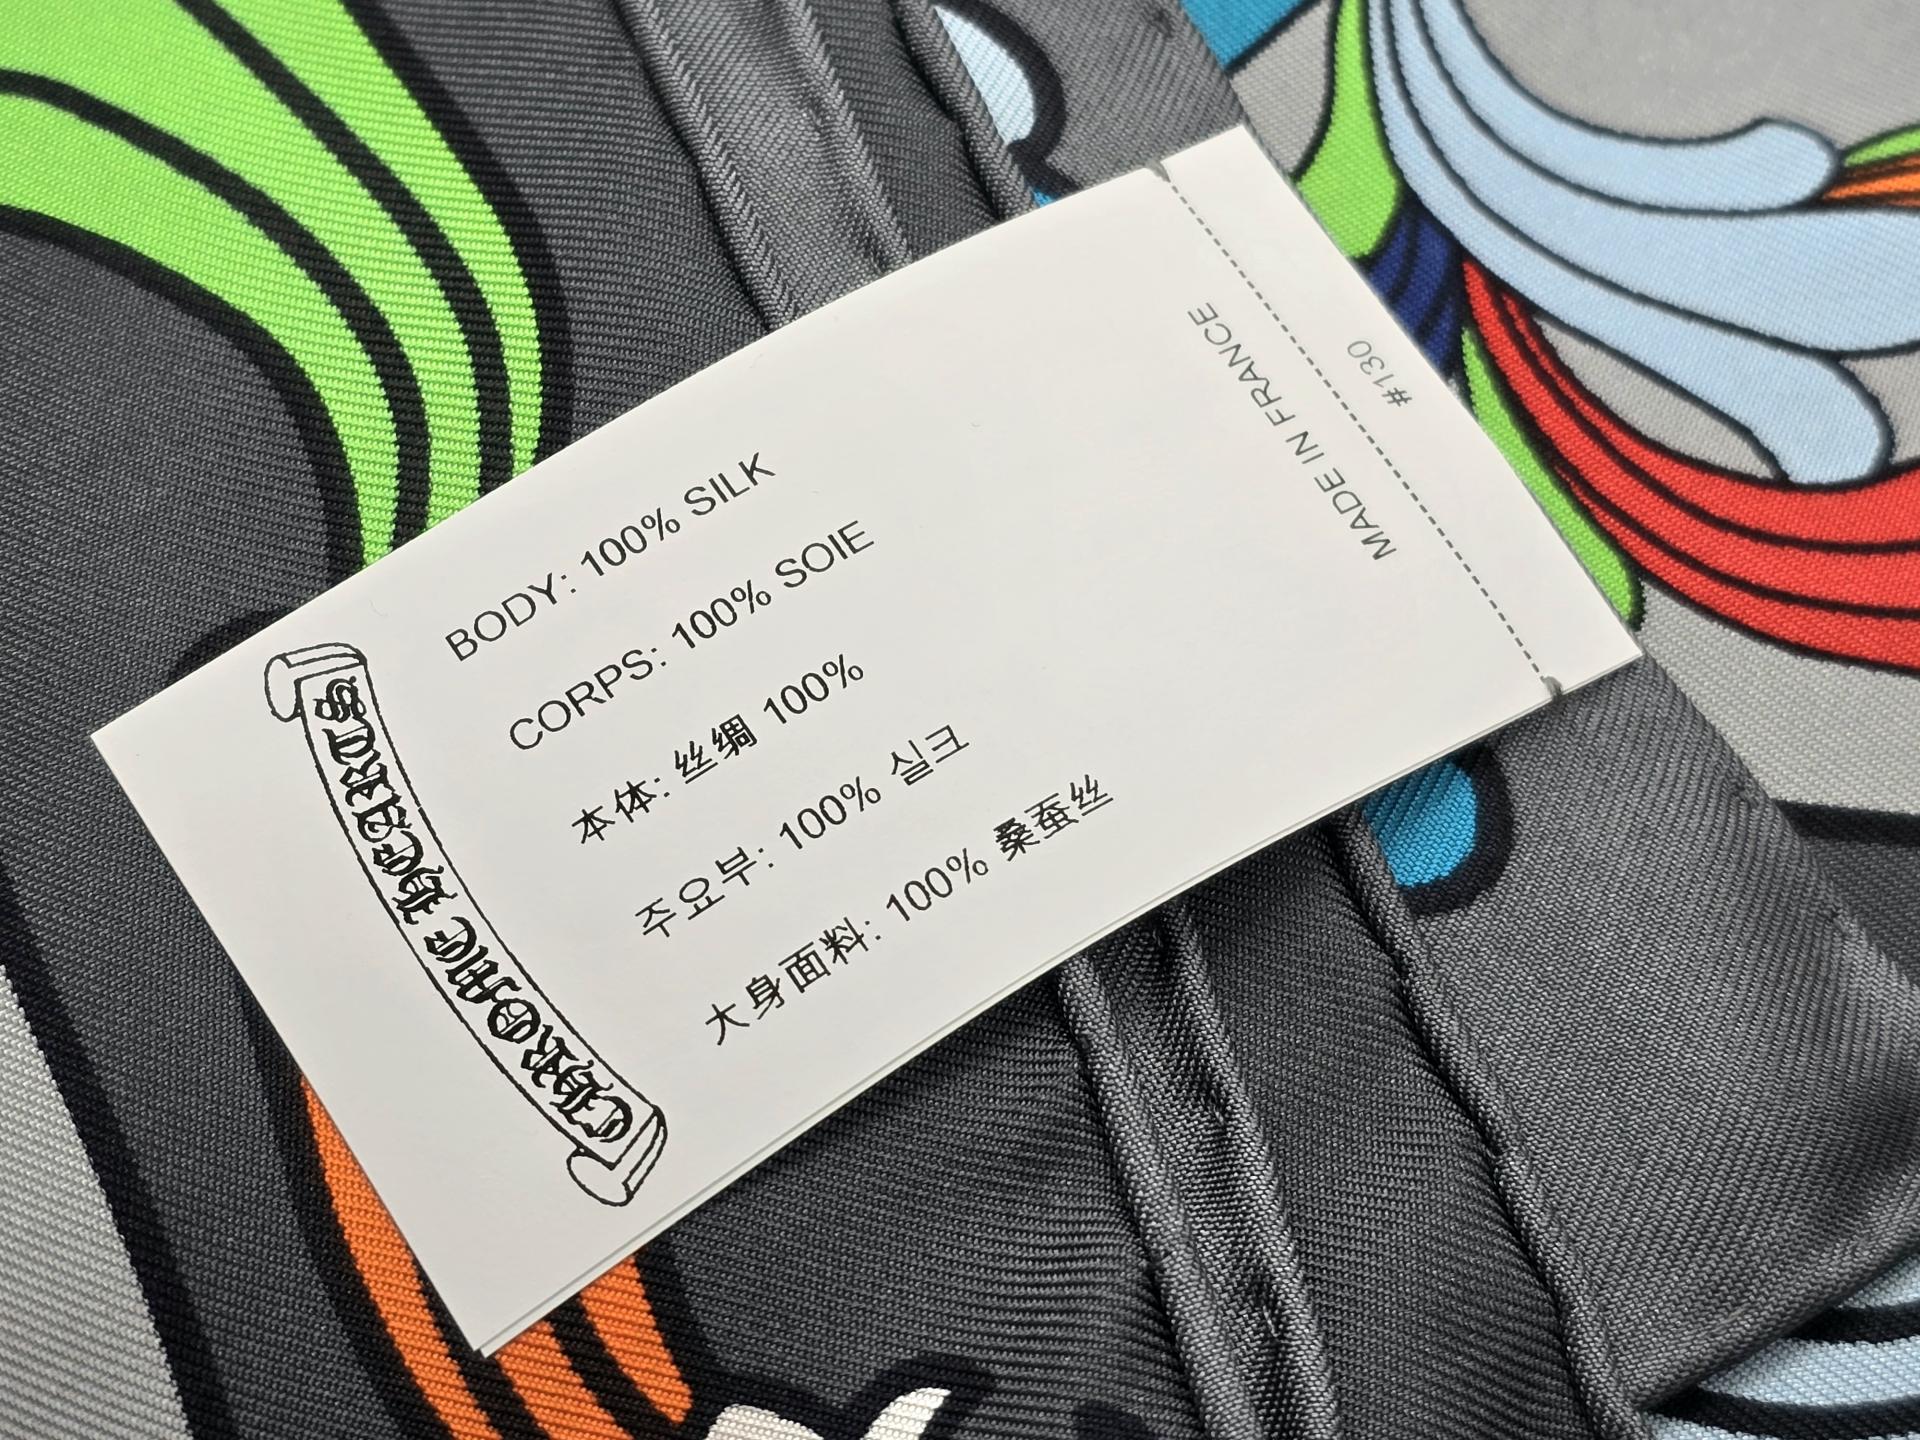 CHROME HEARTS
BODY: 100% SILK
CORPS: 100% SOIE
本体: 丝绸 100%
주요부: 100% 실크
大身面料: 100% 桑蚕丝
MADE IN FRANCE
#130